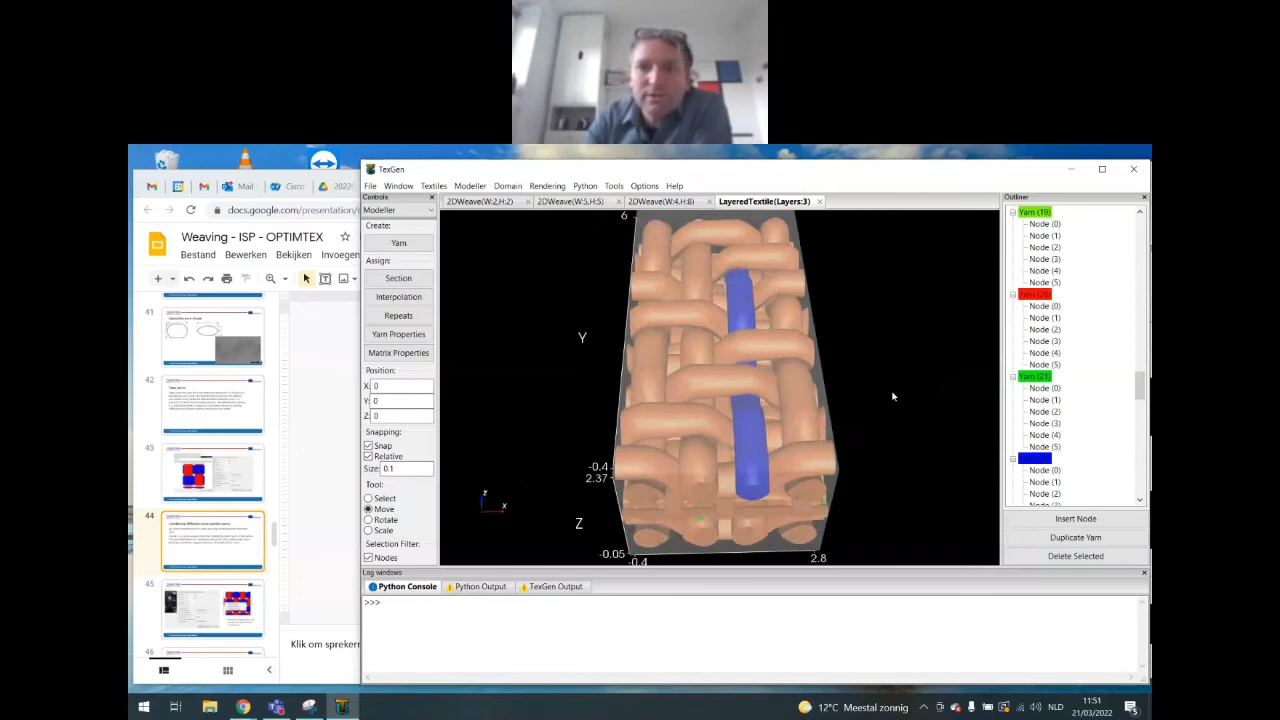 TexGen
File Window Textiles Modeller Domain Rendering Python Tools Options Help
Controls
Modeller
Create:
Yarn
Assign:
Section
Interpolation
Repeats
Yarn Properties
Matrix Properties
Position:
X: 0
Y: 0
Z: 0
Snapping:
Snap
Relative
Size: 0.1
Tool:
Select
Move
Rotate
Scale
Selection Filter:
Nodes
2DWeave(W:2,H:2)
2DWeave(W:5,H:5)
2DWeave(W:4,H:8)
LayeredTextile(Layers:3)
6
Y
-0.4
2.37
Z
-0.05
-0.4
2.8
z
x
Outliner
Yarn (19)
Node (0)
Node (1)
Node (2)
Node (3)
Node (4)
Node (5)
Yarn (20)
Node (0)
Node (1)
Node (2)
Node (3)
Node (4)
Node (5)
Yarn (21)
Node (0)
Node (1)
Node (2)
Node (3)
Node (4)
Node (5)
Node (0)
Node (1)
Node (2)
Insert Node
Duplicate Yarn
Delete Selected
Log windows
Python Console
Python Output
TexGen Output
>>>
Mail
Cisco
docs.google.com/presentation/
Weaving - ISP - OPTIMTEX
Bestand Bewerken Bekijken Invoegen
41
42
43
44
45
46
Klik om spreker
12°C Meestal zonnig
NLD
11:51
21/03/2022
5